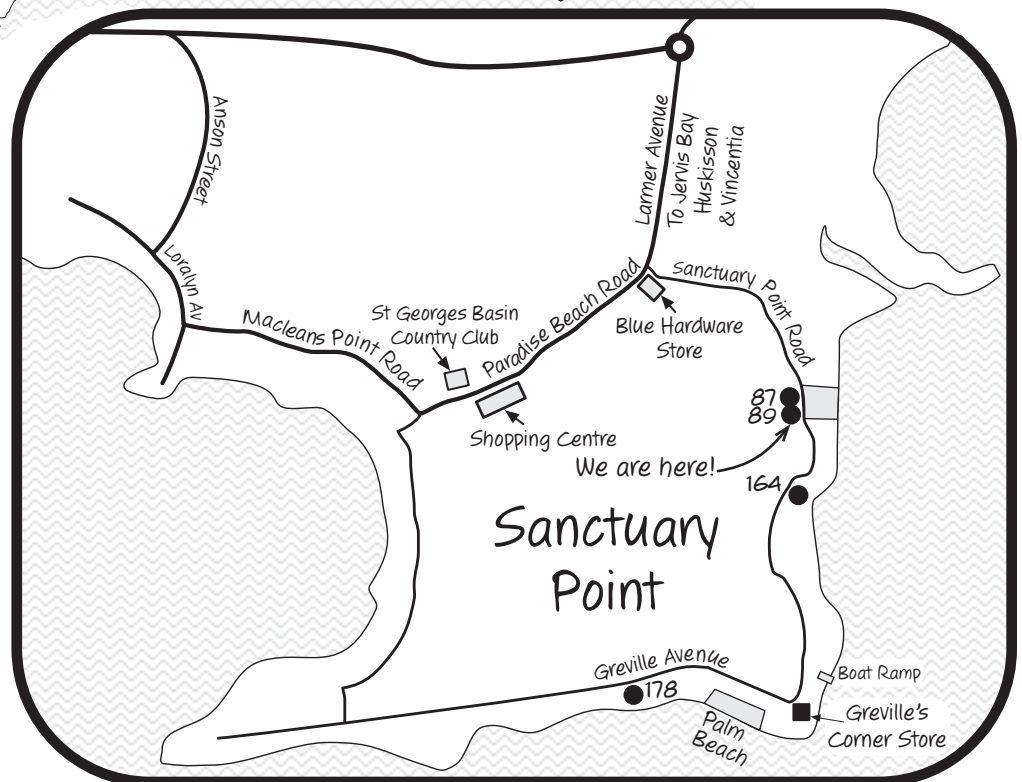 Anson Street
Larmer Avenue
To Jervis Bay
Huskisson
& Vincentia
Loralyn Av
Macleans Point Road
St Georges Basin
Country Club
Paradise Beach Road
Sanctuary Point Road
Blue Hardware
Store
Shopping Centre
87
89
We are here!
164
Sanctuary
Point
Greville Avenue
178
Palm
Beach
Boat Ramp
Greville's
Corner Store